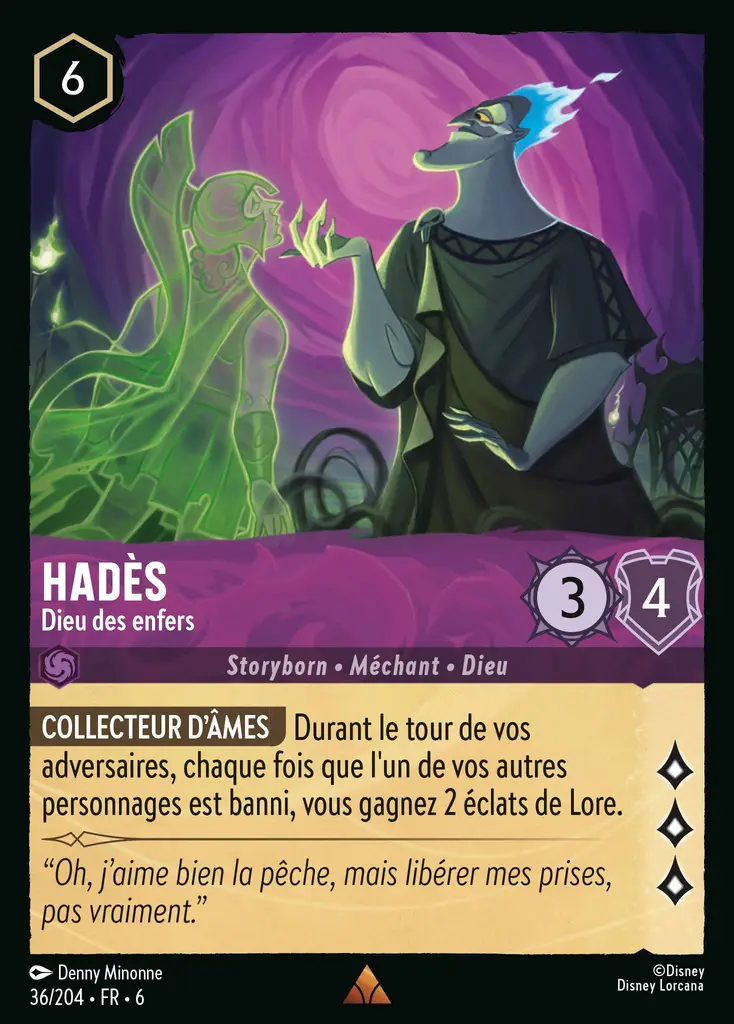 6
HADÈS
Dieu des enfers
3
4
Storyborn • Méchant • Dieu
COLLECTEUR D'ÂMES Durant le tour de vos
adversaires, chaque fois que l'un de vos autres
personnages est banni, vous gagnez 2 éclats de Lore.
“Oh, j'aime bien la pêche, mais libérer mes prises,
pas vraiment.”
Denny Minonne
36/204 • FR • 6
©Disney
Disney Lorcana